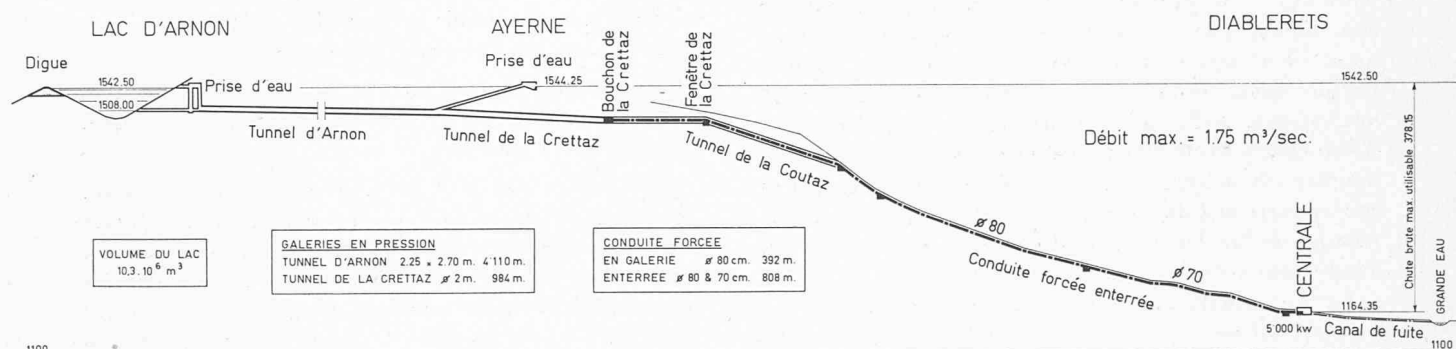 LAC D'ARNON
AYERNE
DIABLERETS
Digue
1542.50
1508.00
Prise d'eau
Prise d'eau
1544.25
Bouchon de
la Crettaz
Fenêtre de
la Crettaz
1542.50
Tunnel d'Arnon
Tunnel de la Crettaz
Tunnel de la Coutaz
Débit max. = 1.75 m³/sec.
Chute brute max. utilisable 378.15
VOLUME DU LAC
10,3.10⁶ m³
GALERIES EN PRESSION
TUNNEL D'ARNON 2.25 × 2.70 m. 4'110 m.
TUNNEL DE LA CRETTAZ ø 2 m. 984 m.
CONDUITE FORCEE
EN GALERIE ø 80 cm. 392 m.
ENTERREE ø 80 & 70 cm. 808 m.
ø 80
Conduite forcée enterrée
ø 70
CENTRALE
5 000 kw
1164.35
Canal de fuite
GRANDE EAU
1100
1100